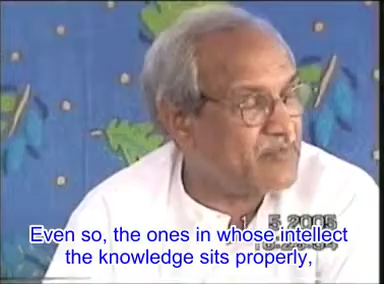 1. 5.2005
Even so, the ones in whose intellect
the knowledge sits properly,